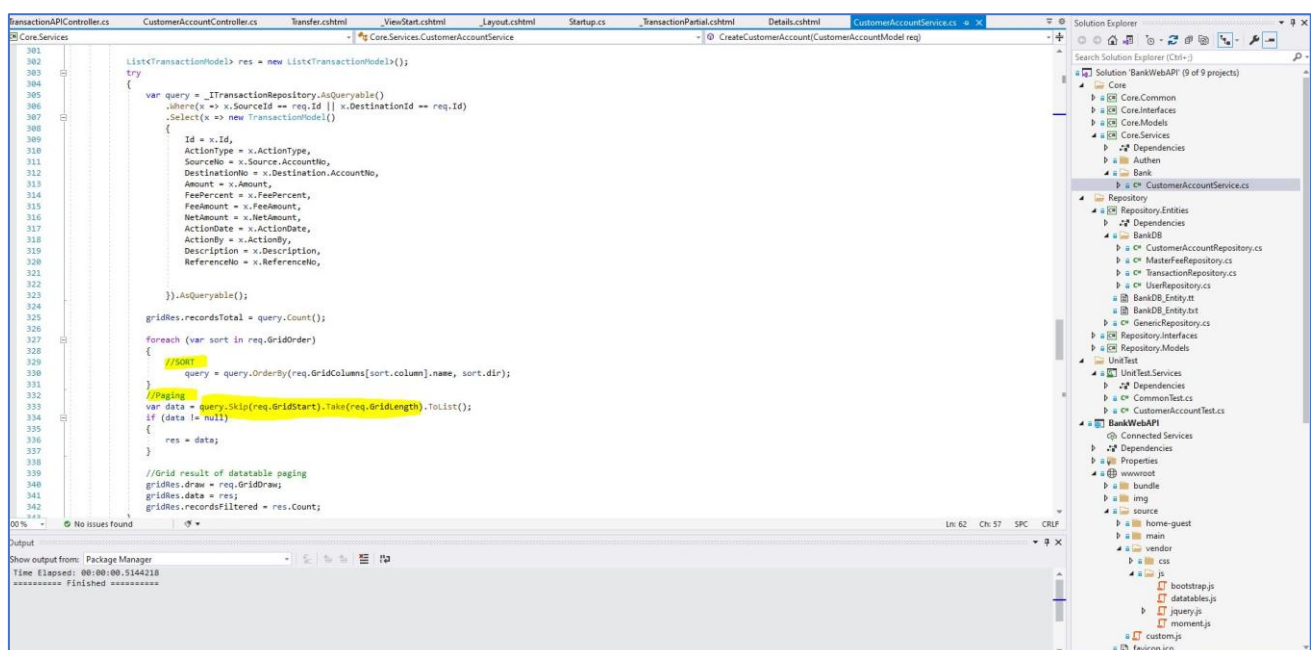 TransactionAPIController.cs CustomerAccountController.cs Transfer.cshtml _ViewStart.cshtml _Layout.cshtml Startup.cs _TransactionPartial.cshtml Details.cshtml CustomerAccountService.cs
Core.Services Core.Services.CustomerAccountService CreateCustomerAccount(CustomerAccountModel req)
301
302 List<TransactionModel> res = new List<TransactionModel>();
303 try
304 {
305 var query = _ITransactionRepository.AsQueryable()
306 .Where(x => x.SourceId == req.Id || x.DestinationId == req.Id)
307 .Select(x => new TransactionModel()
308 {
309 Id = x.Id,
310 ActionType = x.ActionType,
311 SourceNo = x.Source.AccountNo,
312 DestinationNo = x.Destination.AccountNo,
313 Amount = x.Amount,
314 FeePercent = x.FeePercent,
315 FeeAmount = x.FeeAmount,
316 NetAmount = x.NetAmount,
317 ActionDate = x.ActionDate,
318 ActionBy = x.ActionBy,
319 Description = x.Description,
320 ReferenceNo = x.ReferenceNo,
321
322
323 }).AsQueryable();
324
325 gridRes.recordsTotal = query.Count();
326
327 foreach (var sort in req.GridOrder)
328 {
329 //SORT
330 query = query.OrderBy(req.GridColumns[sort.column].name, sort.dir);
331 }
332 //Paging
333 var data = query.Skip(req.GridStart).Take(req.GridLength).ToList();
334 if (data != null)
335 {
336 res = data;
337 }
338
339 //Grid result of datatable paging
340 gridRes.draw = req.GridDraw;
341 gridRes.data = res;
342 gridRes.recordsFiltered = res.Count;
00 % No issues found Ln: 62 Ch: 57 SPC CRLF
Output
Show output from: Package Manager
Time Elapsed: 00:00:00.5144218
========== Finished ==========
Solution Explorer
Search Solution Explorer (Ctrl+;)
Solution 'BankWebAPI' (9 of 9 projects)
Core
Core.Common
Core.Interfaces
Core.Models
Core.Services
Dependencies
Authen
Bank
CustomerAccountService.cs
Repository
Repository.Entities
Dependencies
BankDB
CustomerAccountRepository.cs
MasterFeeRepository.cs
TransactionRepository.cs
UserRepository.cs
BankDB_Entity.tt
BankDB_Entity.txt
GenericRepository.cs
Repository.Interfaces
Repository.Models
UnitTest
UnitTest.Services
Dependencies
CommonTest.cs
CustomerAccountTest.cs
BankWebAPI
Connected Services
Dependencies
Properties
wwwroot
bundle
img
source
home-guest
main
vendor
css
js
bootstrap.js
datatables.js
jquery.js
moment.js
custom.js
favicon.ico